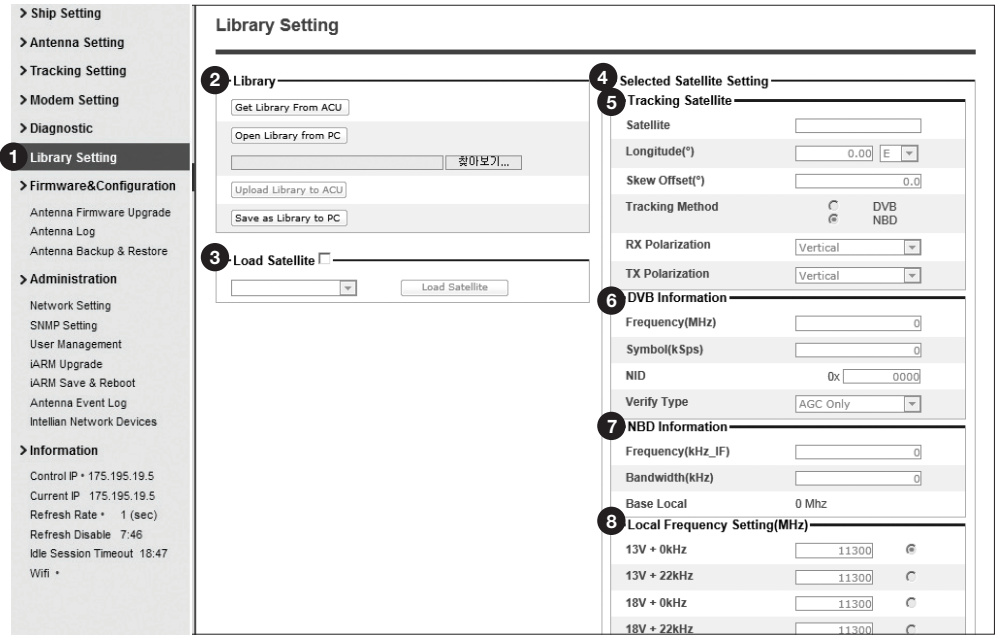 > Ship Setting
> Antenna Setting
> Tracking Setting
> Modem Setting
> Diagnostic
1 Library Setting
> Firmware&Configuration
Antenna Firmware Upgrade
Antenna Log
Antenna Backup & Restore
> Administration
Network Setting
SNMP Setting
User Management
iARM Upgrade
iARM Save & Reboot
Antenna Event Log
Intellian Network Devices
> Information
Control IP • 175.195.19.5
Current IP 175.195.19.5
Refresh Rate • 1 (sec)
Refresh Disable 7:46
Idle Session Timeout 18:47
Wifi •
Library Setting
2 Library
Get Library From ACU
Open Library from PC
찾아보기...
Upload Library to ACU
Save as Library to PC
3 Load Satellite
Load Satellite
4 Selected Satellite Setting
5 Tracking Satellite
Satellite
Longitude(°) 0.00 E
Skew Offset(°) 0.0
Tracking Method DVB
NBD
RX Polarization Vertical
TX Polarization Vertical
6 DVB Information
Frequency(MHz) 0
Symbol(kSps) 0
NID 0x 0000
Verify Type AGC Only
7 NBD Information
Frequency(kHz_IF) 0
Bandwidth(kHz) 0
Base Local 0 Mhz
8 Local Frequency Setting(MHz)
13V + 0kHz 11300
13V + 22kHz 11300
18V + 0kHz 11300
18V + 22kHz 11300